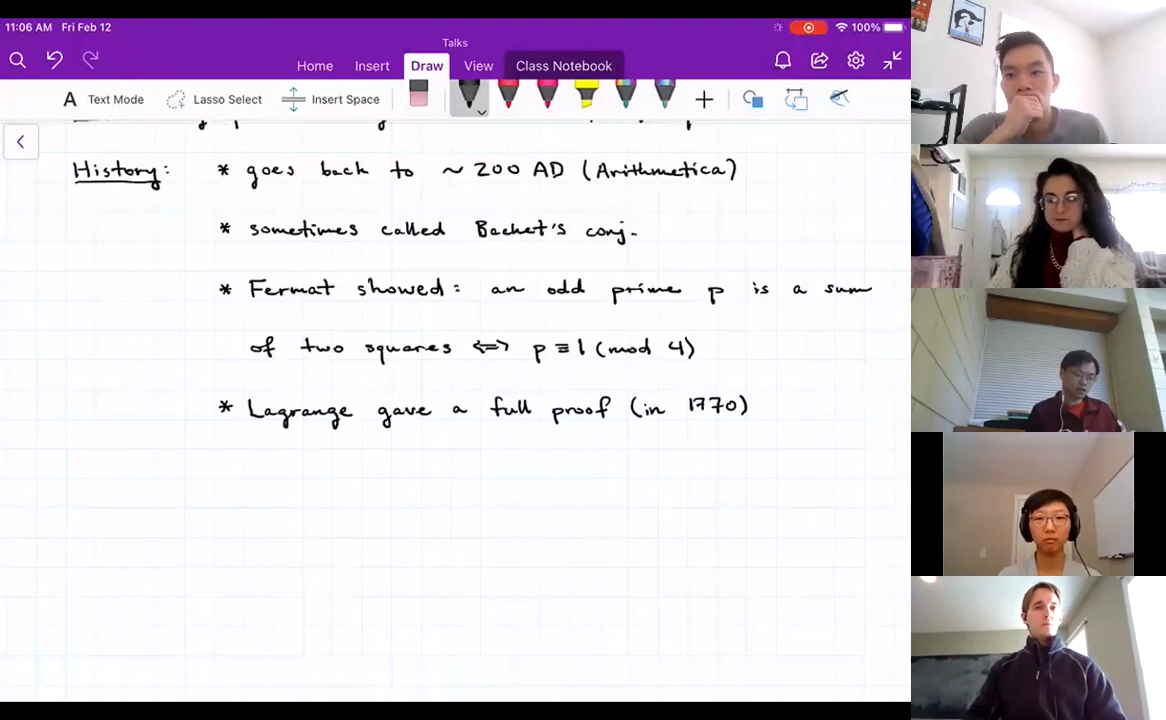 11:06 AM Fri Feb 12
100%
Talks
Home Insert Draw View Class Notebook
A Text Mode Lasso Select Insert Space
History: * goes back to ~ 200 AD (Arithmetica)
* sometimes called Bachet's conj.
* Fermat showed: an odd prime p is a sum
of two squares <=> p ≡ 1 (mod 4)
* Lagrange gave a full proof (in 1770)